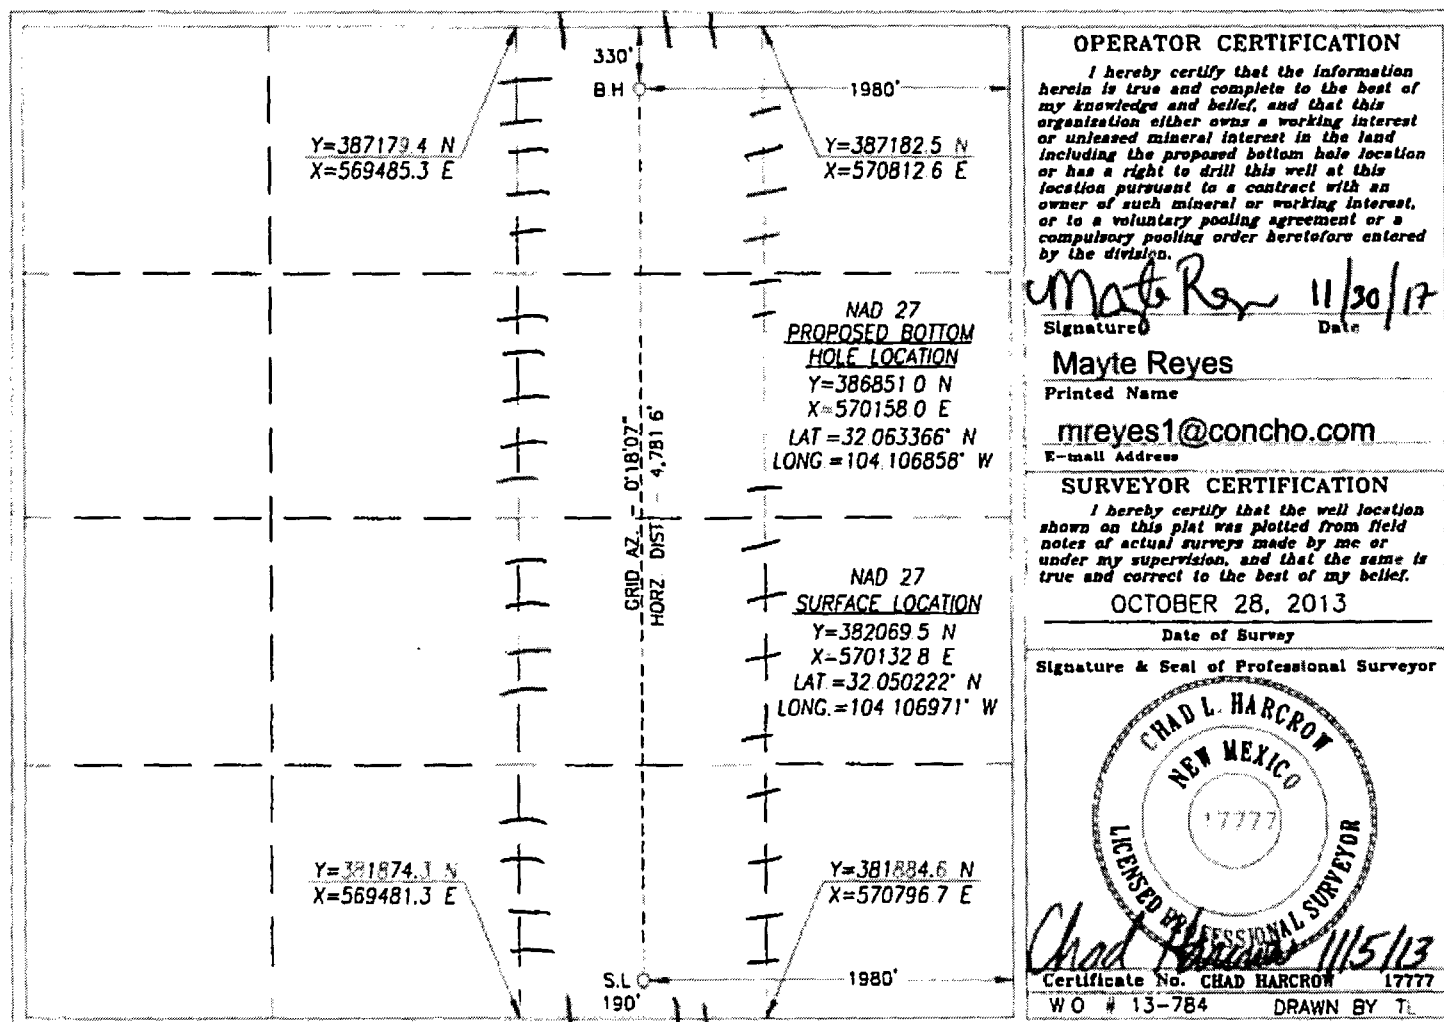 330'
B.H
1980'
Y=387179.4 N
X=569485.3 E
Y=387182.5 N
X=570812.6 E
NAD 27
PROPOSED BOTTOM
HOLE LOCATION
Y=386851.0 N
X=570158.0 E
LAT.=32.063366° N
LONG.=104.106858° W
GRID AZ. - 0°18'07"
HORZ. DIST. - 4,781.6'
NAD 27
SURFACE LOCATION
Y=382069.5 N
X=570132.8 E
LAT.=32.050222° N
LONG.=104.106971° W
Y=381874.3 N
X=569481.3 E
Y=381884.6 N
X=570796.7 E
S.L.
190'
1980'
OPERATOR CERTIFICATION
I hereby certify that the information
herein is true and complete to the best of
my knowledge and belief, and that this
organization either owns a working interest
or unleased mineral interest in the land
including the proposed bottom hole location
or has a right to drill this well at this
location pursuant to a contract with an
owner of such mineral or working interest,
or to a voluntary pooling agreement or a
compulsory pooling order heretofore entered
by the division.
11/30/17
Signature Date
Mayte Reyes
Printed Name
mreyes1@concho.com
E-mail Address
SURVEYOR CERTIFICATION
I hereby certify that the well location
shown on this plat was plotted from field
notes of actual surveys made by me or
under my supervision, and that the same is
true and correct to the best of my belief.
OCTOBER 28, 2013
Date of Survey
Signature & Seal of Professional Surveyor
CHAD L. HARCROW
NEW MEXICO
17777
LICENSED PROFESSIONAL SURVEYOR
Chad Harcrow 11/5/13
Certificate No. CHAD HARCROW 17777
W.O. # 13-784 DRAWN BY